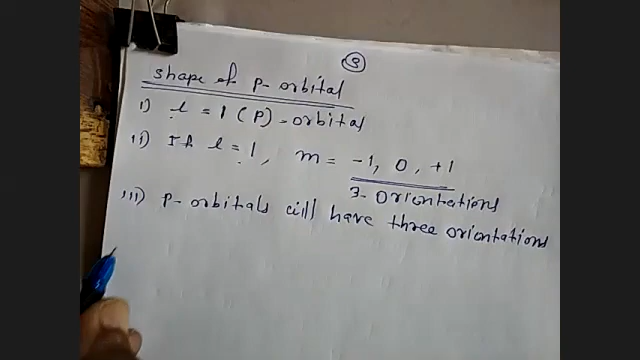 9
Shape of p-orbital
i) l = 1 (p)-orbital
ii) If l = 1, m = -1, 0, +1
3-Orientations
iii) p-orbitals will have three orientations